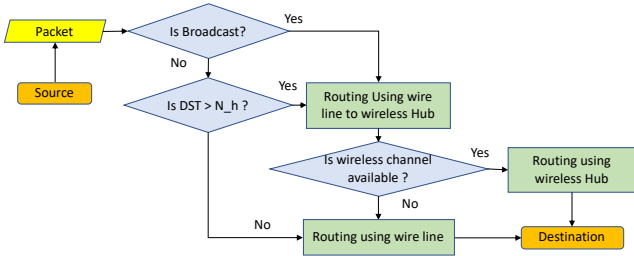 Packet
Is Broadcast?
Yes
No
Source
Is DST > N_h ?
Yes
Routing Using wire
line to wireless Hub
Is wireless channel
available ?
Yes
Routing using
wireless Hub
No
No
Routing using wire line
Destination